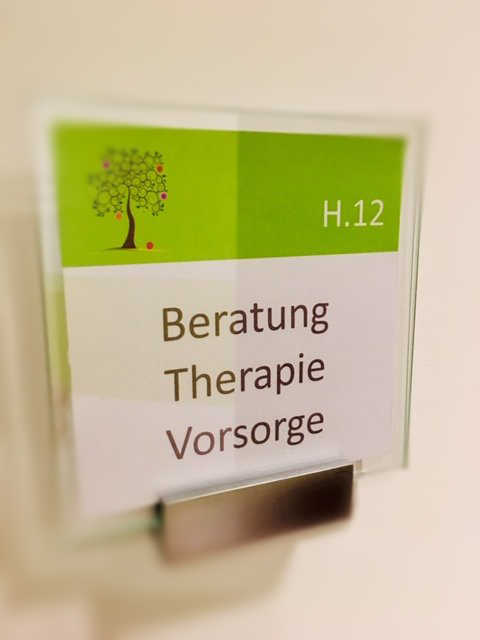 H.12
Beratung
Therapie
Vorsorge